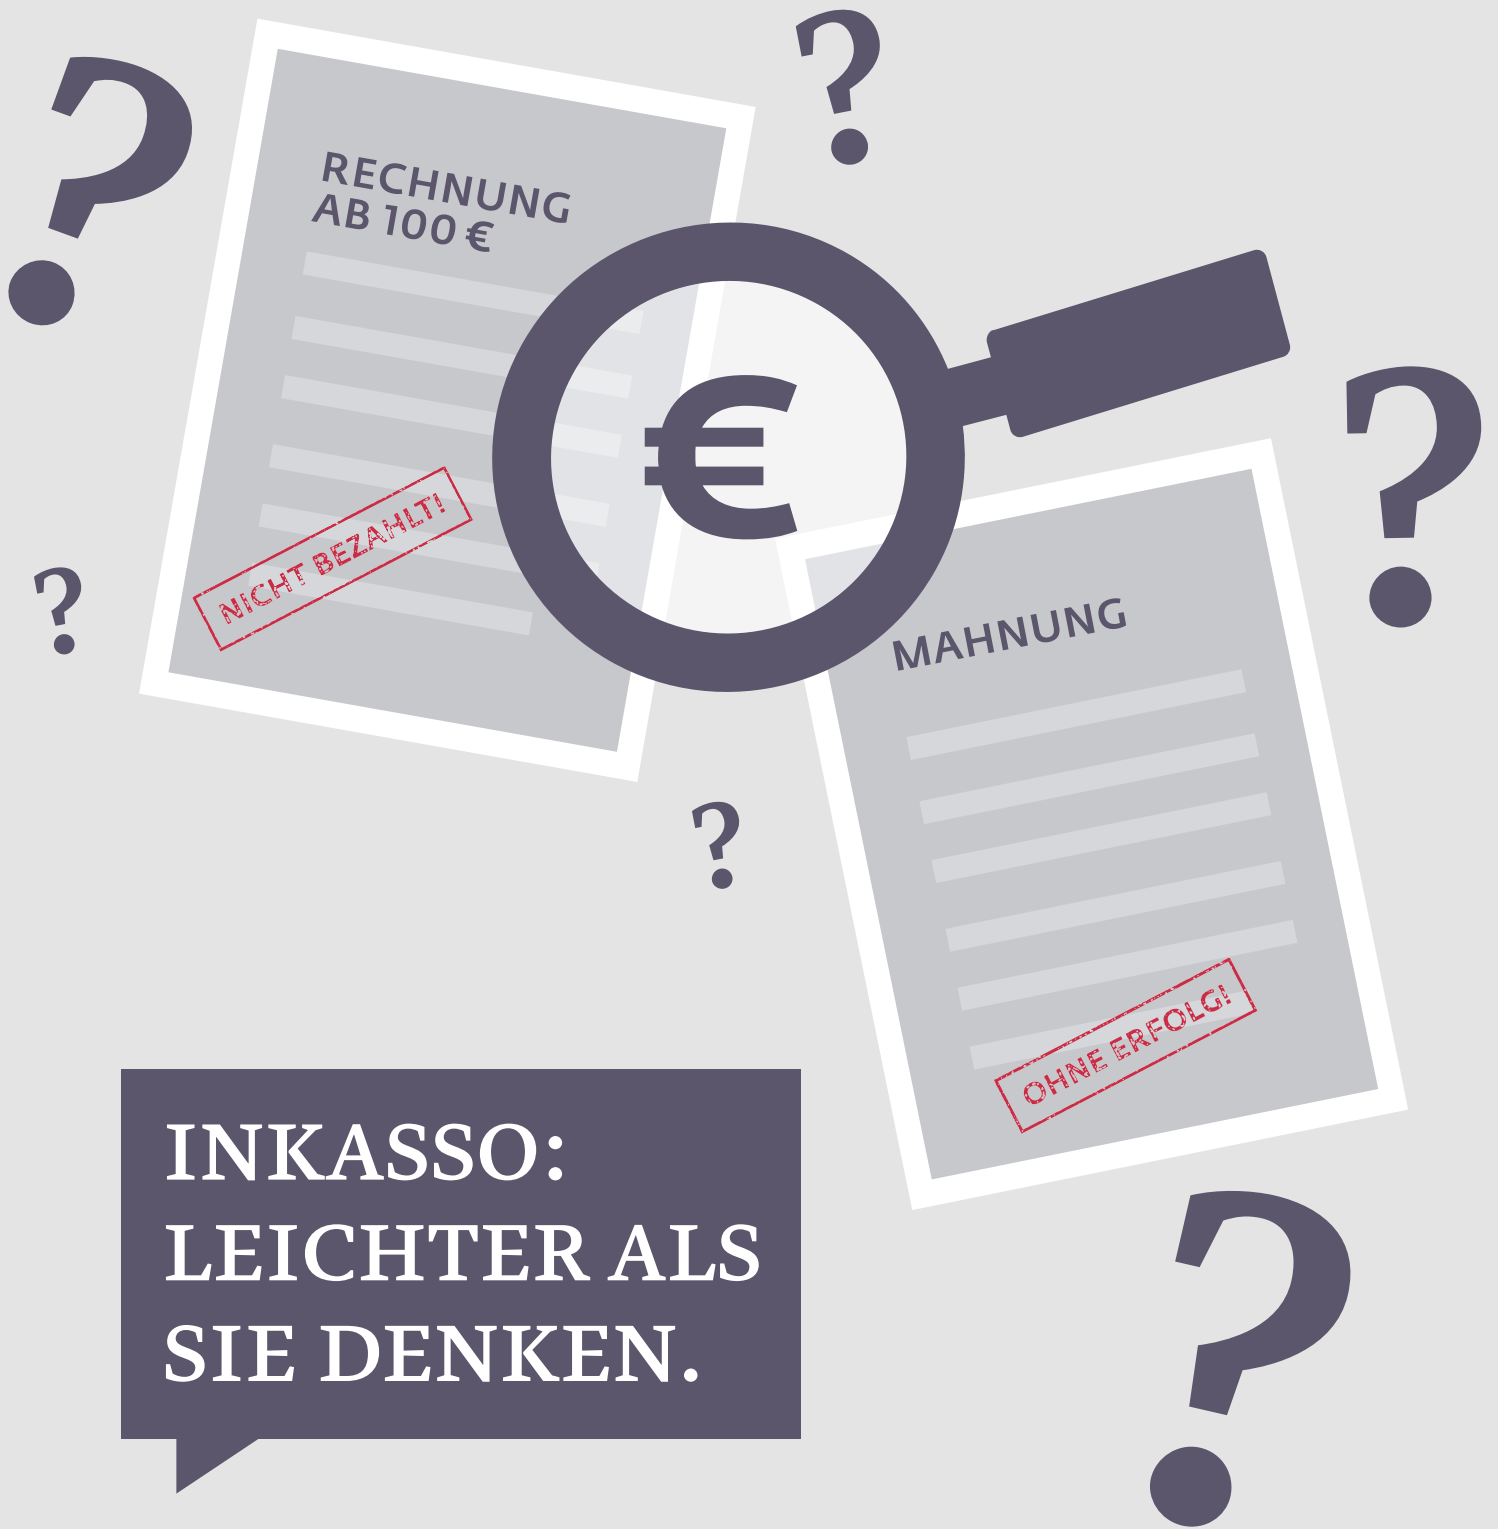 ?
?
RECHNUNG
AB 100 €
€
?
NICHT BEZAHLT!
?
MAHNUNG
?
OHNE ERFOLG!
INKASSO:
LEICHTER ALS
SIE DENKEN.
?